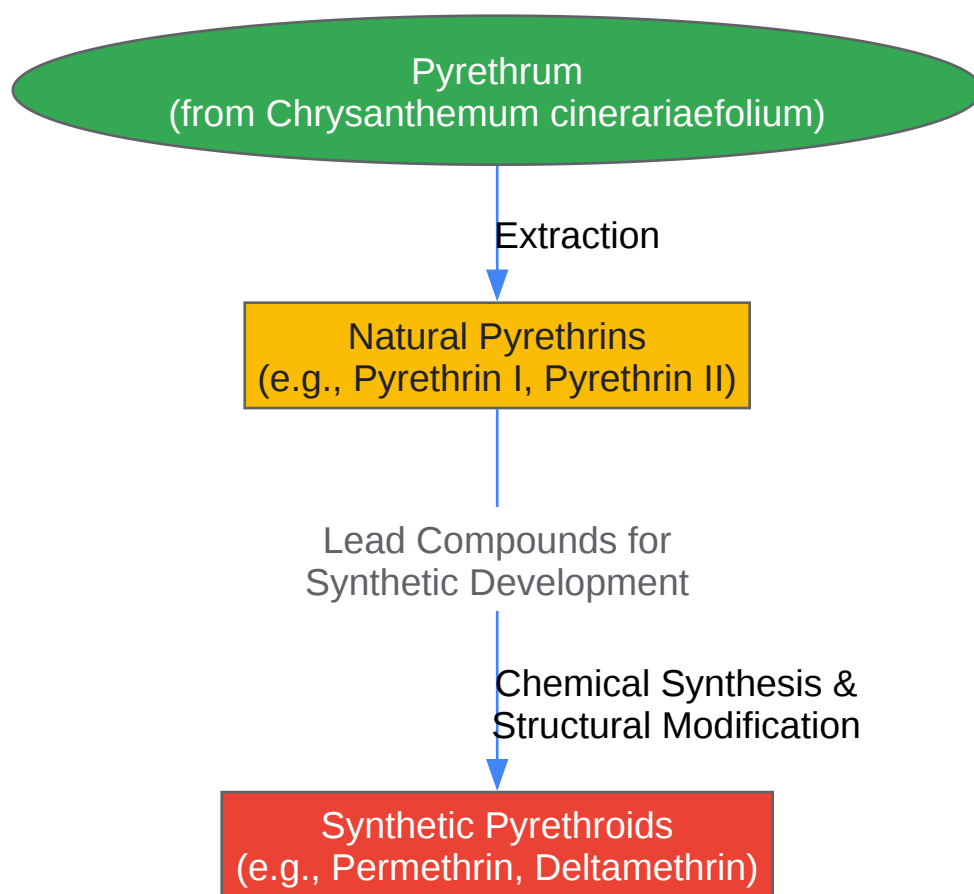 Pyrethrum
(from Chrysanthemum cinerariaefolium)
Extraction
Natural Pyrethrins
(e.g., Pyrethrin I, Pyrethrin II)
Lead Compounds for
Synthetic Development
Chemical Synthesis &
Structural Modification
Synthetic Pyrethroids
(e.g., Permethrin, Deltamethrin)